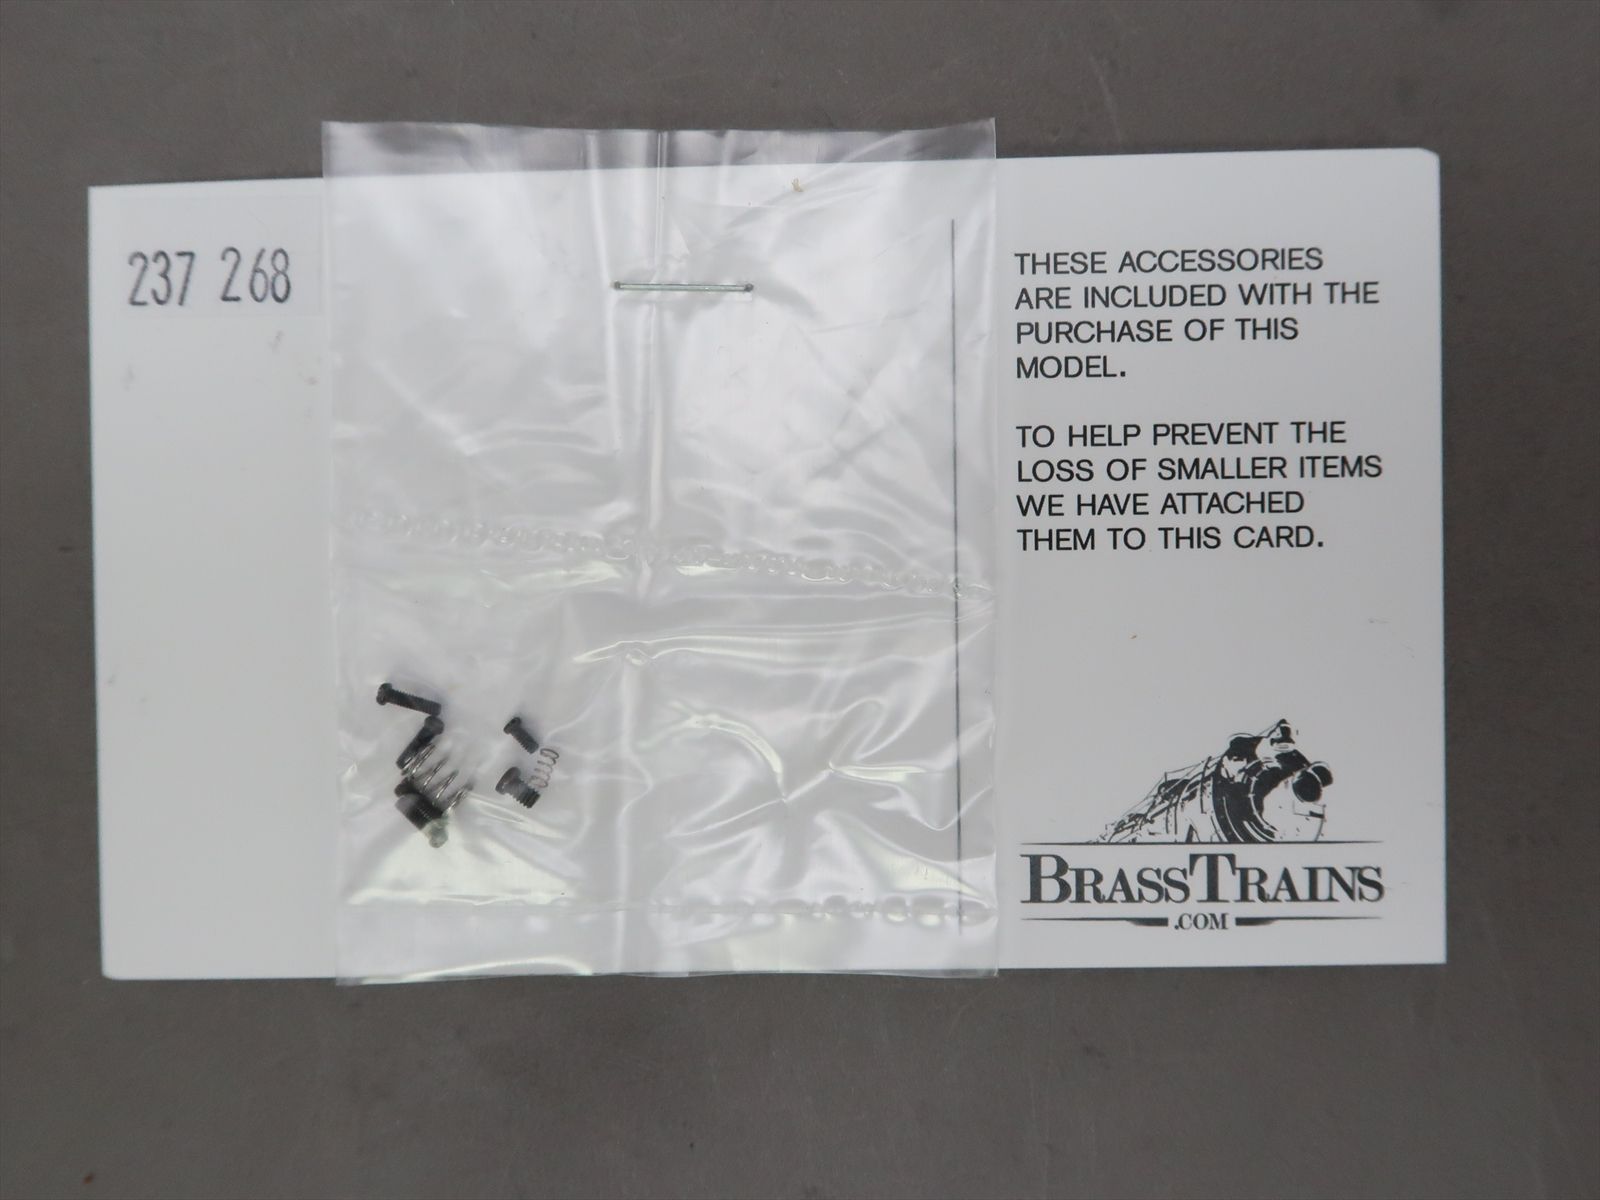 237 268
THESE ACCESSORIES
ARE INCLUDED WITH THE
PURCHASE OF THIS
MODEL.
TO HELP PREVENT THE
LOSS OF SMALLER ITEMS
WE HAVE ATTACHED
THEM TO THIS CARD.
BRASSTRAINS
.COM